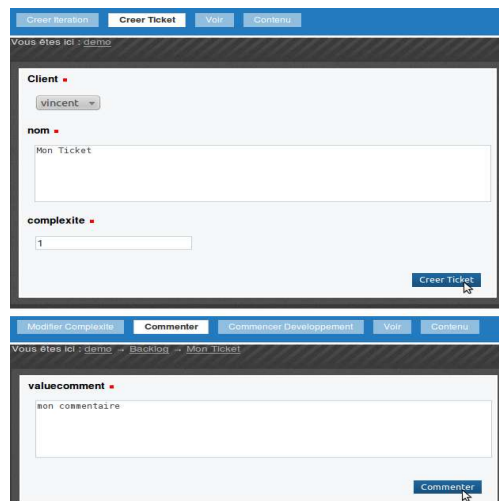 Creer Iteration Creer Ticket Voir Contenu
Vous êtes ici : demo
Client
vincent
nom
Mon Ticket
complexite
1
Creer Ticket
Modifier Complexite Commenter Commencer Developpement Voir Contenu
Vous êtes ici : demo → Backlog → Mon Ticket
valuecomment
mon commentaire
Commenter